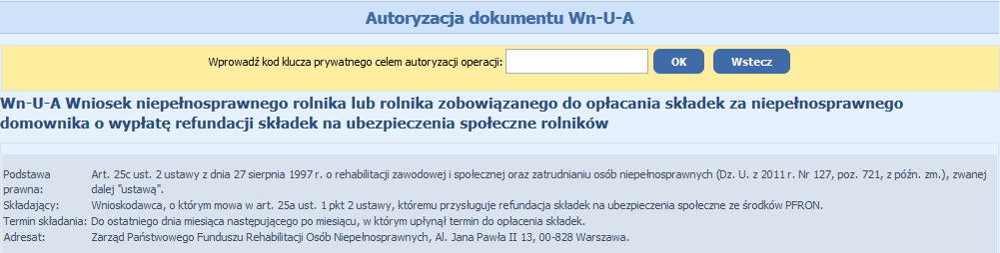 Autoryzacja dokumentu Wn-U-A
Wprowadź kod klucza prywatnego celem autoryzacji operacji: OK Wstecz
Wn-U-A Wniosek niepełnosprawnego rolnika lub rolnika zobowiązanego do opłacania składek za niepełnosprawnego
domownika o wypłatę refundacji składek na ubezpieczenia społeczne rolników
Podstawa prawna: Art. 25c ust. 2 ustawy z dnia 27 sierpnia 1997 r. o rehabilitacji zawodowej i społecznej oraz zatrudnianiu osób niepełnosprawnych (Dz. U. z 2011 r. Nr 127, poz. 721, z późn. zm.), zwanej
dalej "ustawą".
Składający: Wnioskodawca, o którym mowa w art. 25a ust. 1 pkt 2 ustawy, któremu przysługuje refundacja składek na ubezpieczenia społeczne ze środków PFRON.
Termin składania: Do ostatniego dnia miesiąca następującego po miesiącu, w którym upłynął termin do opłacenia składek.
Adresat: Zarząd Państwowego Funduszu Rehabilitacji Osób Niepełnosprawnych, Al. Jana Pawła II 13, 00-828 Warszawa.